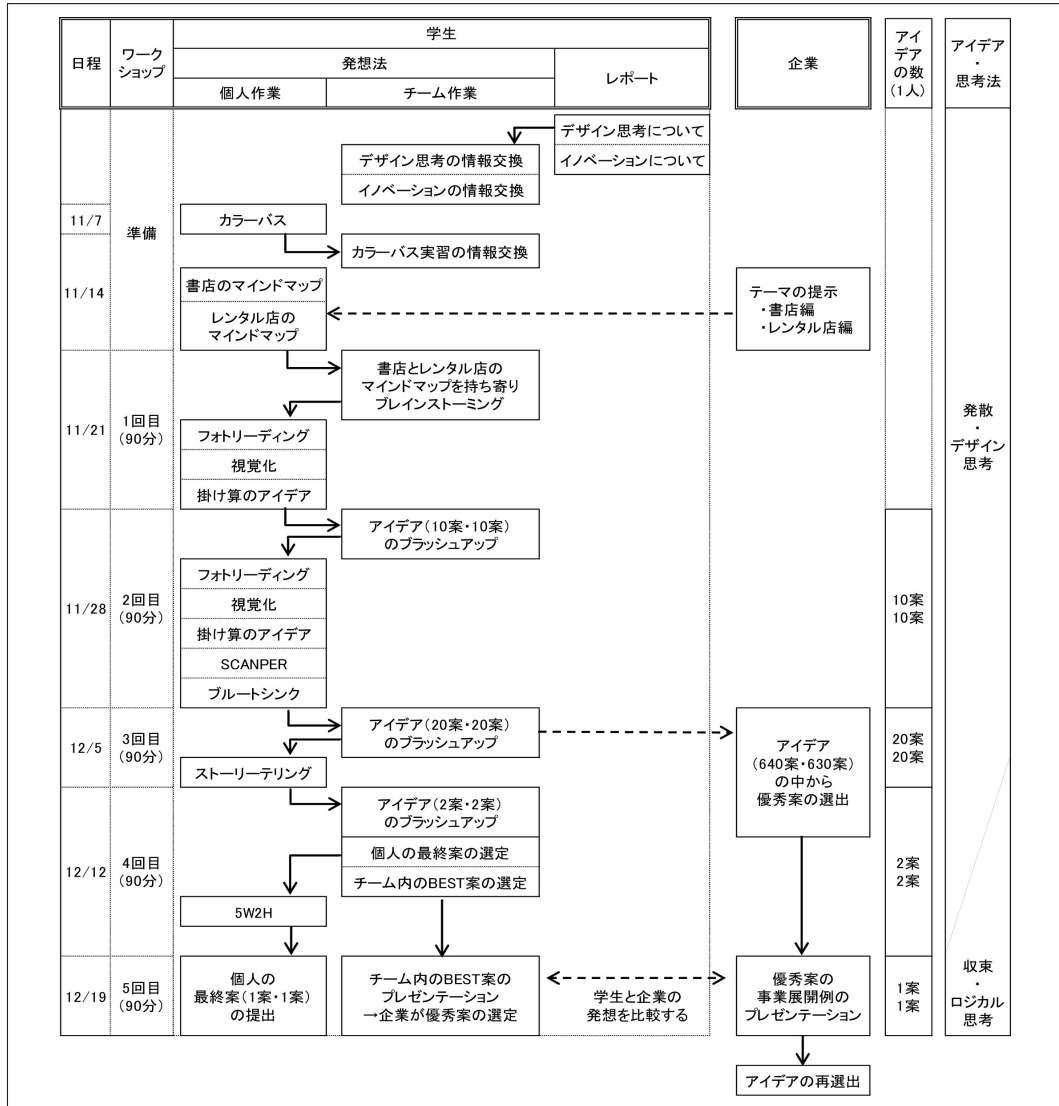 日程
ワーク
ショップ
学生
発想法
個人作業
チーム作業
レポート
企業
アイ
デア
の数
(1人)
アイデア
・
思考法
デザイン思考について
イノベーションについて
デザイン思考の情報交換
イノベーションの情報交換
11/7
準備
カラーバス
カラーバス実習の情報交換
11/14
書店のマインドマップ
レンタル店の
マインドマップ
テーマの提示
・書店編
・レンタル店編
11/21
1回目
(90分)
書店とレンタル店の
マインドマップを持ち寄り
ブレインストーミング
フォトリーディング
視覚化
掛け算のアイデア
発散
・
デザイン
思考
11/28
2回目
(90分)
アイデア(10案・10案)
のブラッシュアップ
フォトリーディング
視覚化
掛け算のアイデア
SCANPER
ブルートシンク
10案
10案
12/5
3回目
(90分)
アイデア(20案・20案)
のブラッシュアップ
ストーリーテリング
アイデア
(640案・630案)
の中から
優秀案の選出
20案
20案
12/12
4回目
(90分)
アイデア(2案・2案)
のブラッシュアップ
個人の最終案の選定
チーム内のBEST案の選定
5W2H
2案
2案
12/19
5回目
(90分)
個人の
最終案(1案・1案)
の提出
チーム内のBEST案の
プレゼンテーション
→企業が優秀案の選定
学生と企業の
発想を比較する
優秀案の
事業展開例の
プレゼンテーション
1案
1案
収束
・
ロジカル
思考
アイデアの再選出